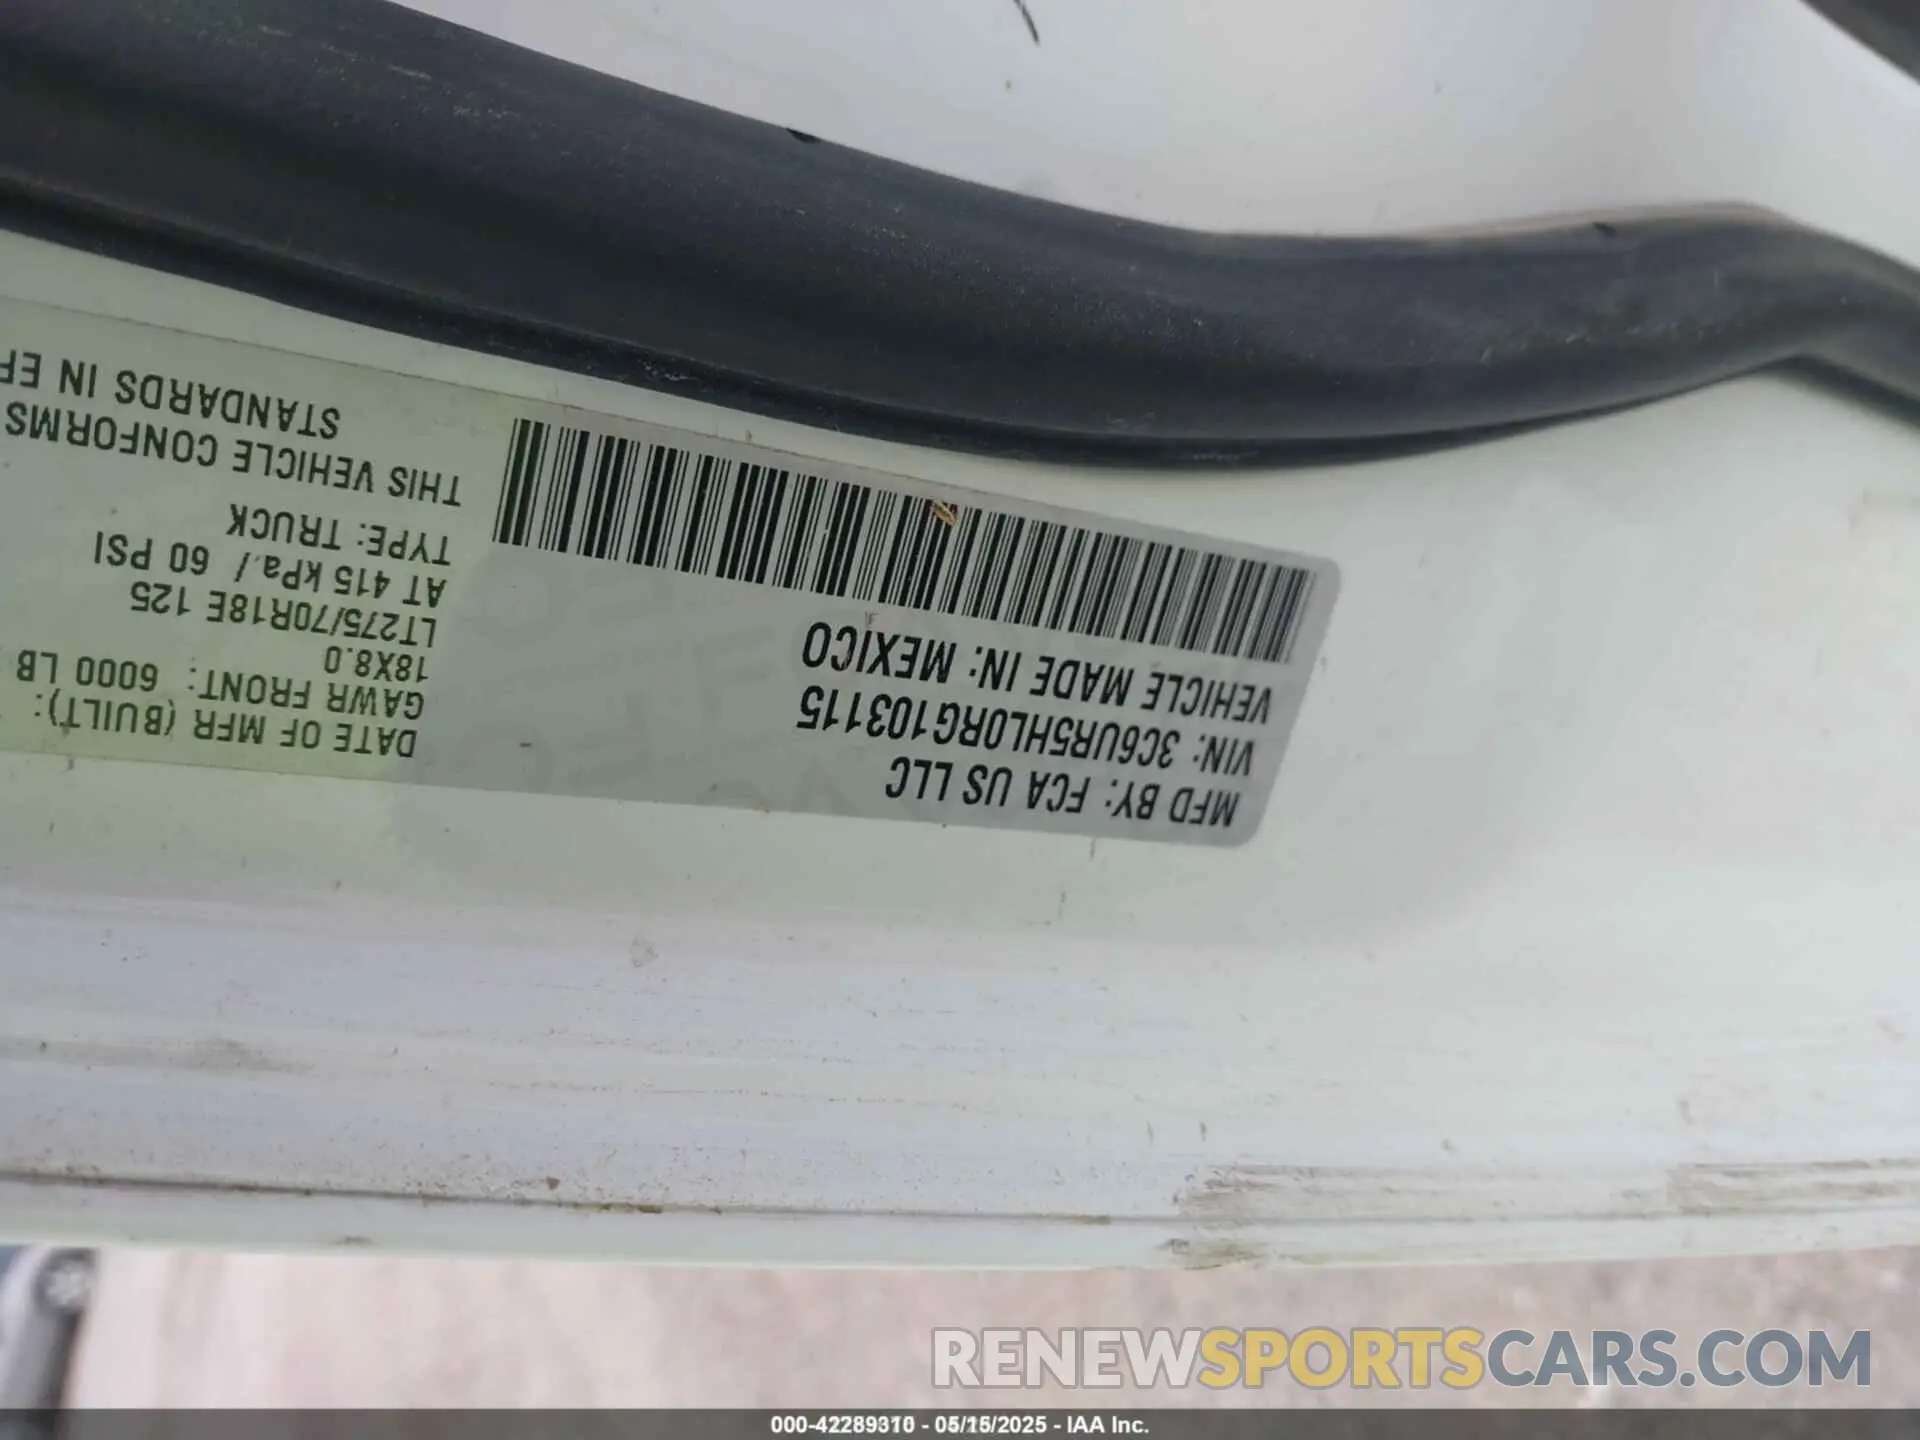 MFD BY: FCA US LLC
VIN: 3C6UR5HL0RG103115
VEHICLE MADE IN: MEXICO
DATE OF MFR (BUILT):
GAWR FRONT: 6000 LB
18X8.0
LT275/70R18E 125
AT 415 kPa./ 60 PSI
TYPE: TRUCK
THIS VEHICLE CONFORMS
STANDARDS IN EF
RENEWSPORTSCARS.COM
000-42289310 - 05/15/2025 - IAA Inc.